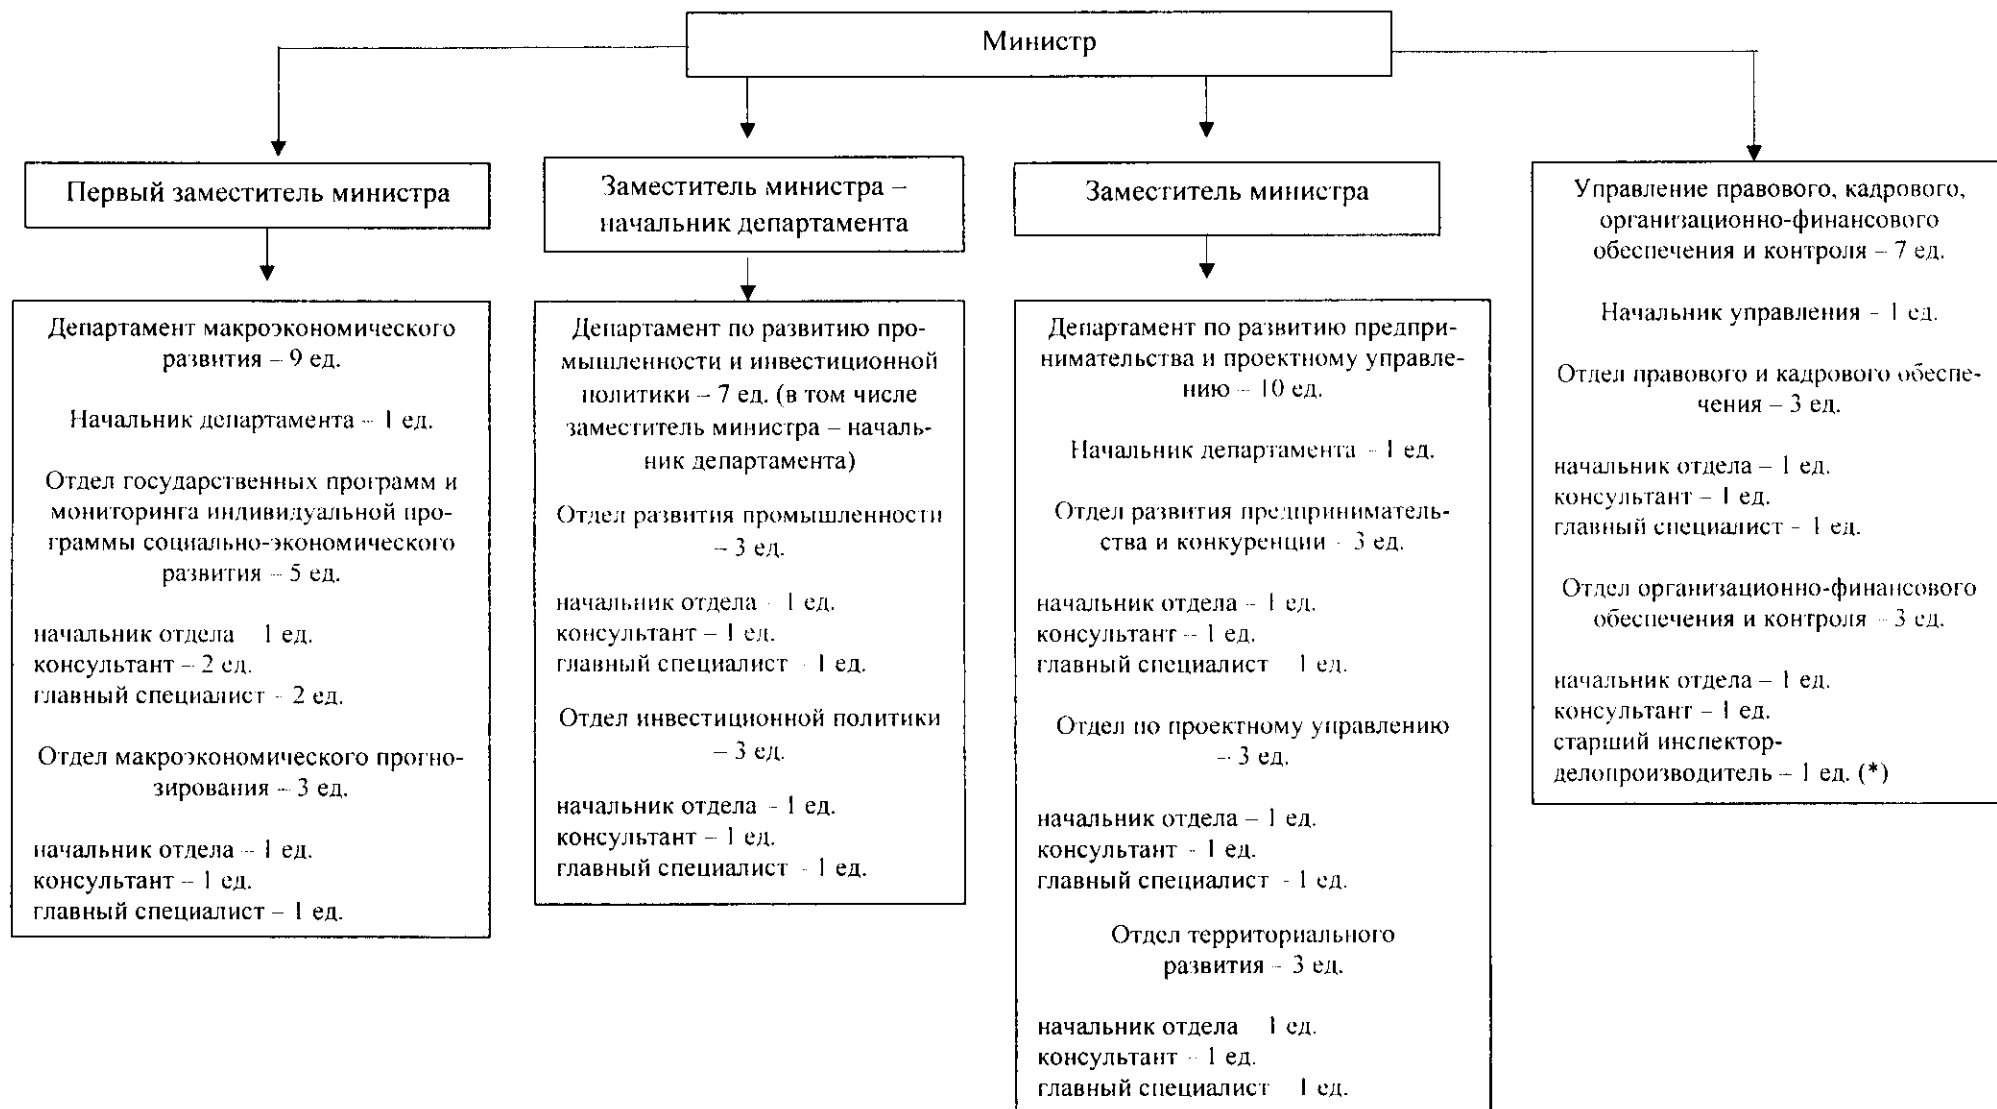 Министр
Первый заместитель министра
Заместитель министра –
начальник департамента
Заместитель министра
Управление правового, кадрового,
организационно-финансового
обеспечения и контроля – 7 ед.
Начальник управления – 1 ед.
Отдел правового и кадрового обеспе-
чения – 3 ед.
начальник отдела – 1 ед.
консультант – 1 ед.
главный специалист – 1 ед.
Отдел организационно-финансового
обеспечения и контроля – 3 ед.
начальник отдела – 1 ед.
консультант – 1 ед.
старший инспектор-
делопроизводитель – 1 ед. (*)
Департамент макроэкономического
развития – 9 ед.
Начальник департамента – 1 ед.
Отдел государственных программ и
мониторинга индивидуальной про-
граммы социально-экономического
развития – 5 ед.
начальник отдела – 1 ед.
консультант – 2 ед.
главный специалист – 2 ед.
Отдел макроэкономического прогно-
зирования – 3 ед.
начальник отдела – 1 ед.
консультант – 1 ед.
главный специалист – 1 ед.
Департамент по развитию про-
мышленности и инвестиционной
политики – 7 ед. (в том числе
заместитель министра – началь-
ник департамента)
Отдел развития промышленности
– 3 ед.
начальник отдела – 1 ед.
консультант – 1 ед.
главный специалист – 1 ед.
Отдел инвестиционной политики
– 3 ед.
начальник отдела – 1 ед.
консультант – 1 ед.
главный специалист – 1 ед.
Департамент по развитию предпри-
нимательства и проектному управле-
нию – 10 ед.
Начальник департамента – 1 ед.
Отдел развития предприниматель-
ства и конкуренции – 3 ед.
начальник отдела – 1 ед.
консультант – 1 ед.
главный специалист – 1 ед.
Отдел по проектному управлению
– 3 ед.
начальник отдела – 1 ед.
консультант – 1 ед.
главный специалист – 1 ед.
Отдел территориального
развития – 3 ед.
начальник отдела – 1 ед.
консультант – 1 ед.
главный специалист – 1 ед.